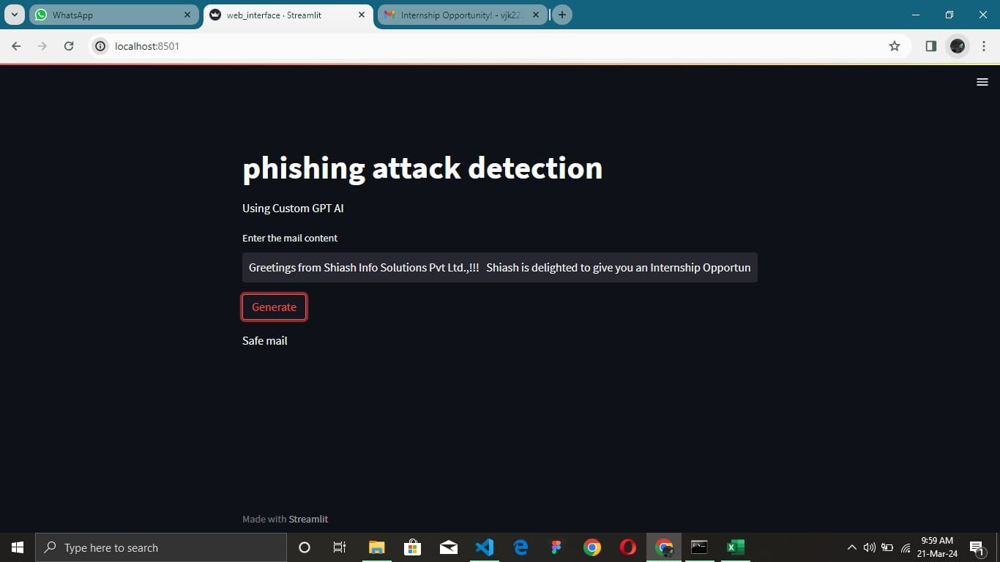 WhatsApp
web_interface · Streamlit
Internship Opportunity! - vjk222
localhost:8501
phishing attack detection
Using Custom GPT AI
Enter the mail content
Greetings from Shiash Info Solutions Pvt Ltd.,!!! Shiash is delighted to give you an Internship Opportun
Generate
Safe mail
Made with Streamlit
Type here to search
9:59 AM
21-Mar-24
1